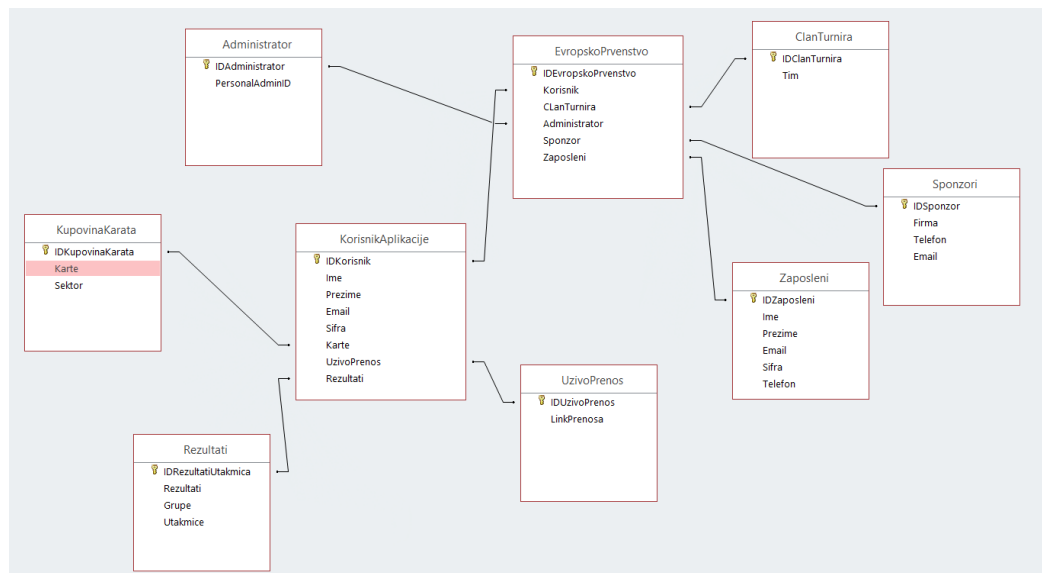 Administrator
IDAdministrator
PersonalAdminID
EvropskoPrvenstvo
IDEvropskoPrvenstvo
Korisnik
CLanTurnira
Administrator
Sponzor
Zaposleni
ClanTurnira
IDClanTurnira
Tim
Sponzori
IDSponzor
Firma
Telefon
Email
KupovinaKarata
IDKupovinaKarata
Karte
Sektor
KorisnikAplikacije
IDKorisnik
Ime
Prezime
Email
Sifra
Karte
UzivoPrenos
Rezultati
Zaposleni
IDZaposleni
Ime
Prezime
Email
Sifra
Telefon
UzivoPrenos
IDUzivoPrenos
LinkPrenosa
Rezultati
IDRezultatiUtakmica
Rezultati
Grupe
Utakmice